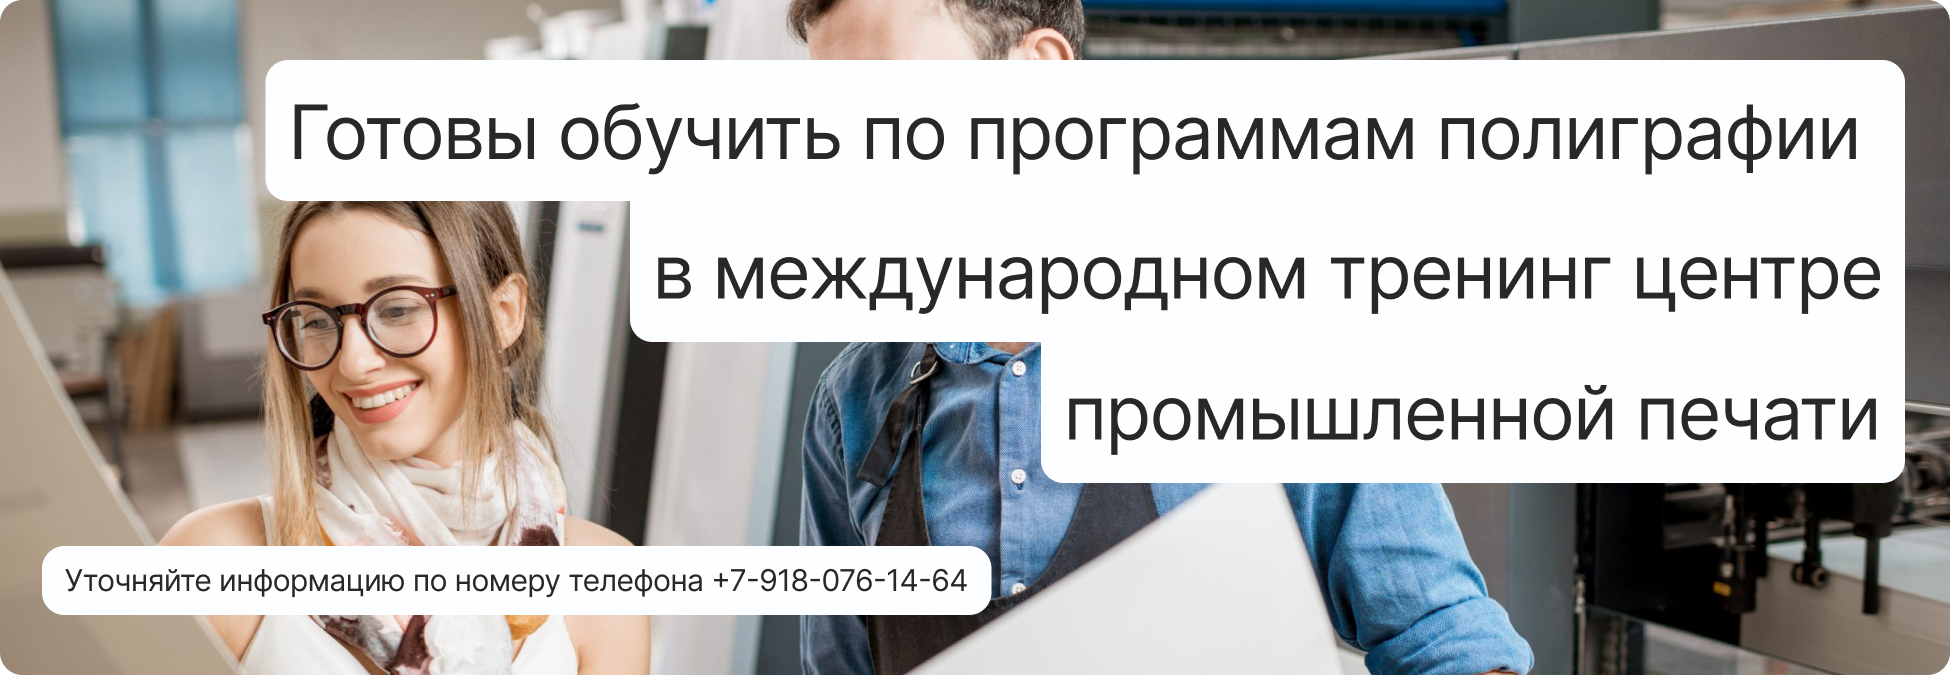 Готовы обучить по программам полиграфии
в международном тренинг центре
промышленной печати
Уточняйте информацию по номеру телефона +7-918-076-14-64